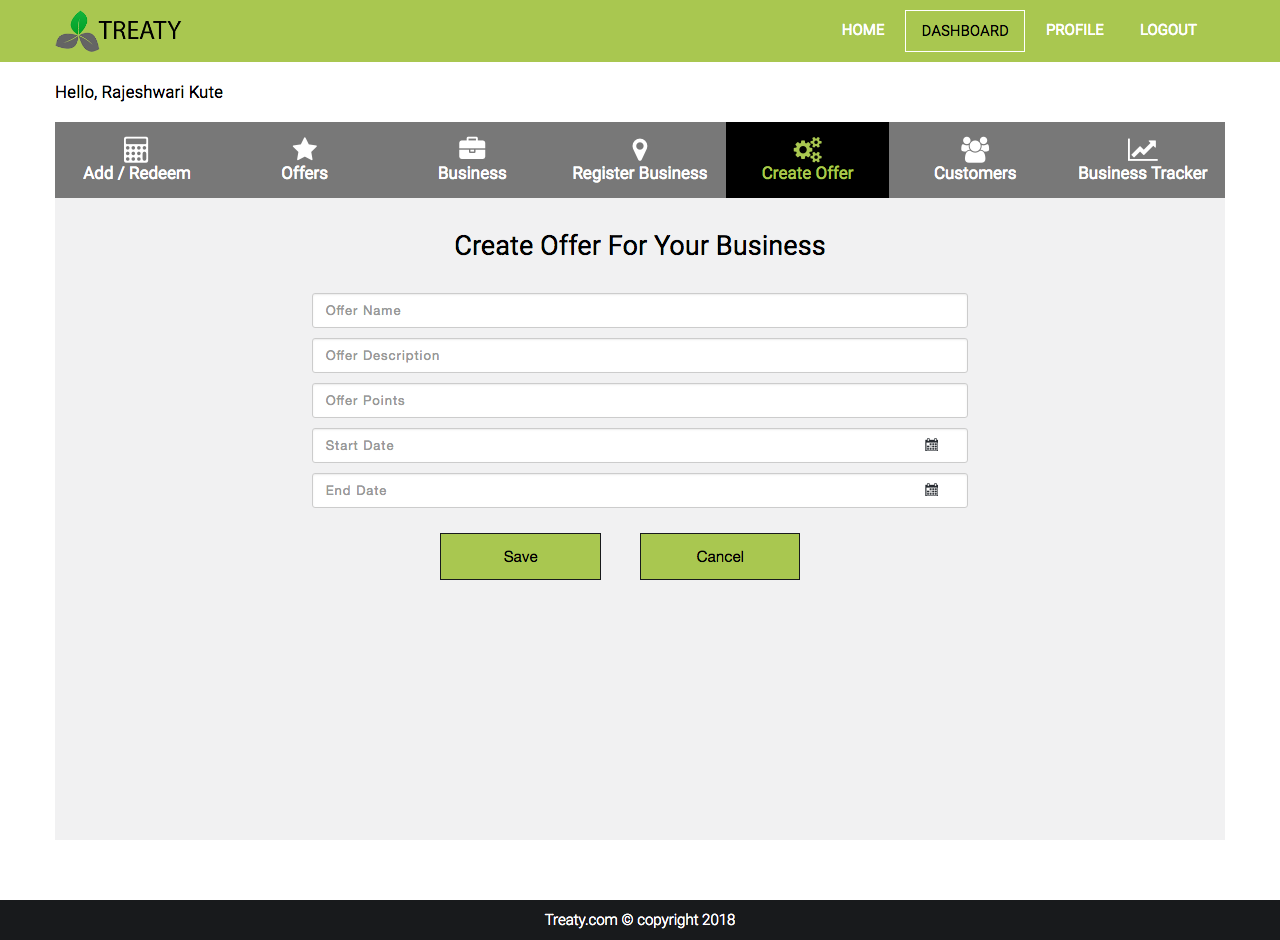 TREATY
HOME DASHBOARD PROFILE LOGOUT
Hello, Rajeshwari Kute
Add / Redeem Offers Business Register Business Create Offer Customers Business Tracker
Create Offer For Your Business
Offer Name
Offer Description
Offer Points
Start Date
End Date
Save Cancel
Treaty.com © copyright 2018